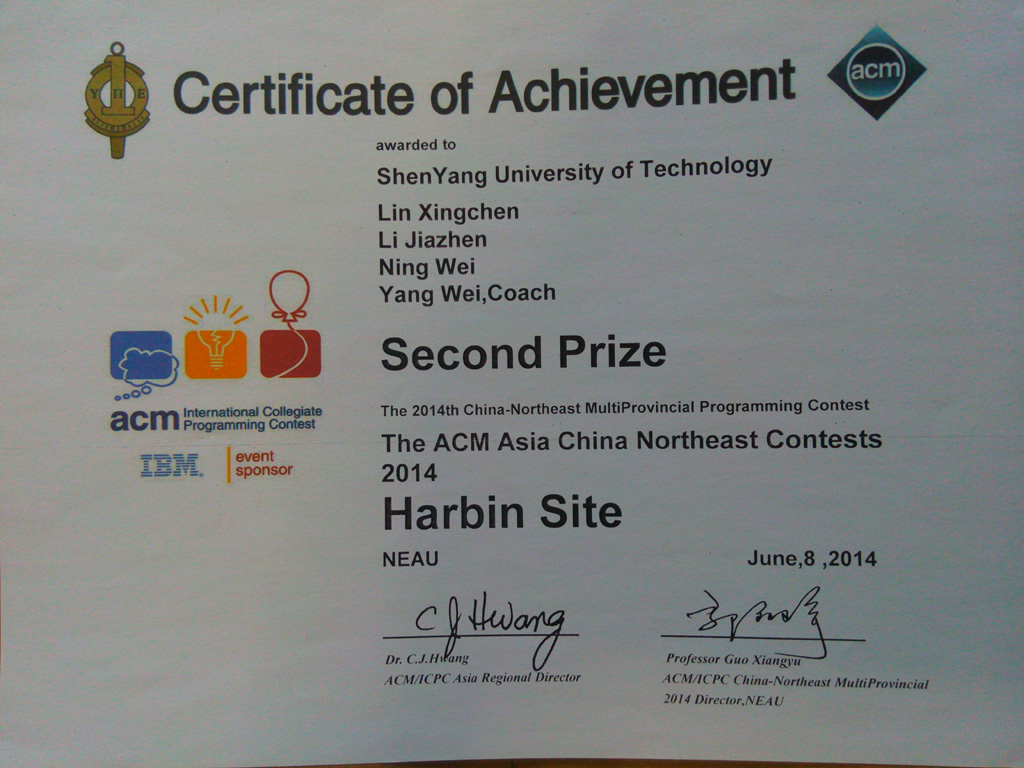 Certificate of Achievement
acm
Υ Π Ε
awarded to
ShenYang University of Technology
Lin Xingchen
Li Jiazhen
Ning Wei
Yang Wei,Coach
Second Prize
acm International Collegiate
Programming Contest
IBM. event
sponsor
The 2014th China-Northeast MultiProvincial Programming Contest
The ACM Asia China Northeast Contests
2014
Harbin Site
NEAU June,8 ,2014
C J Hwang
Dr. C.J.Hwang
ACM/ICPC Asia Regional Director
Professor Guo Xiangyu
ACM/ICPC China-Northeast MultiProvincial
2014 Director,NEAU